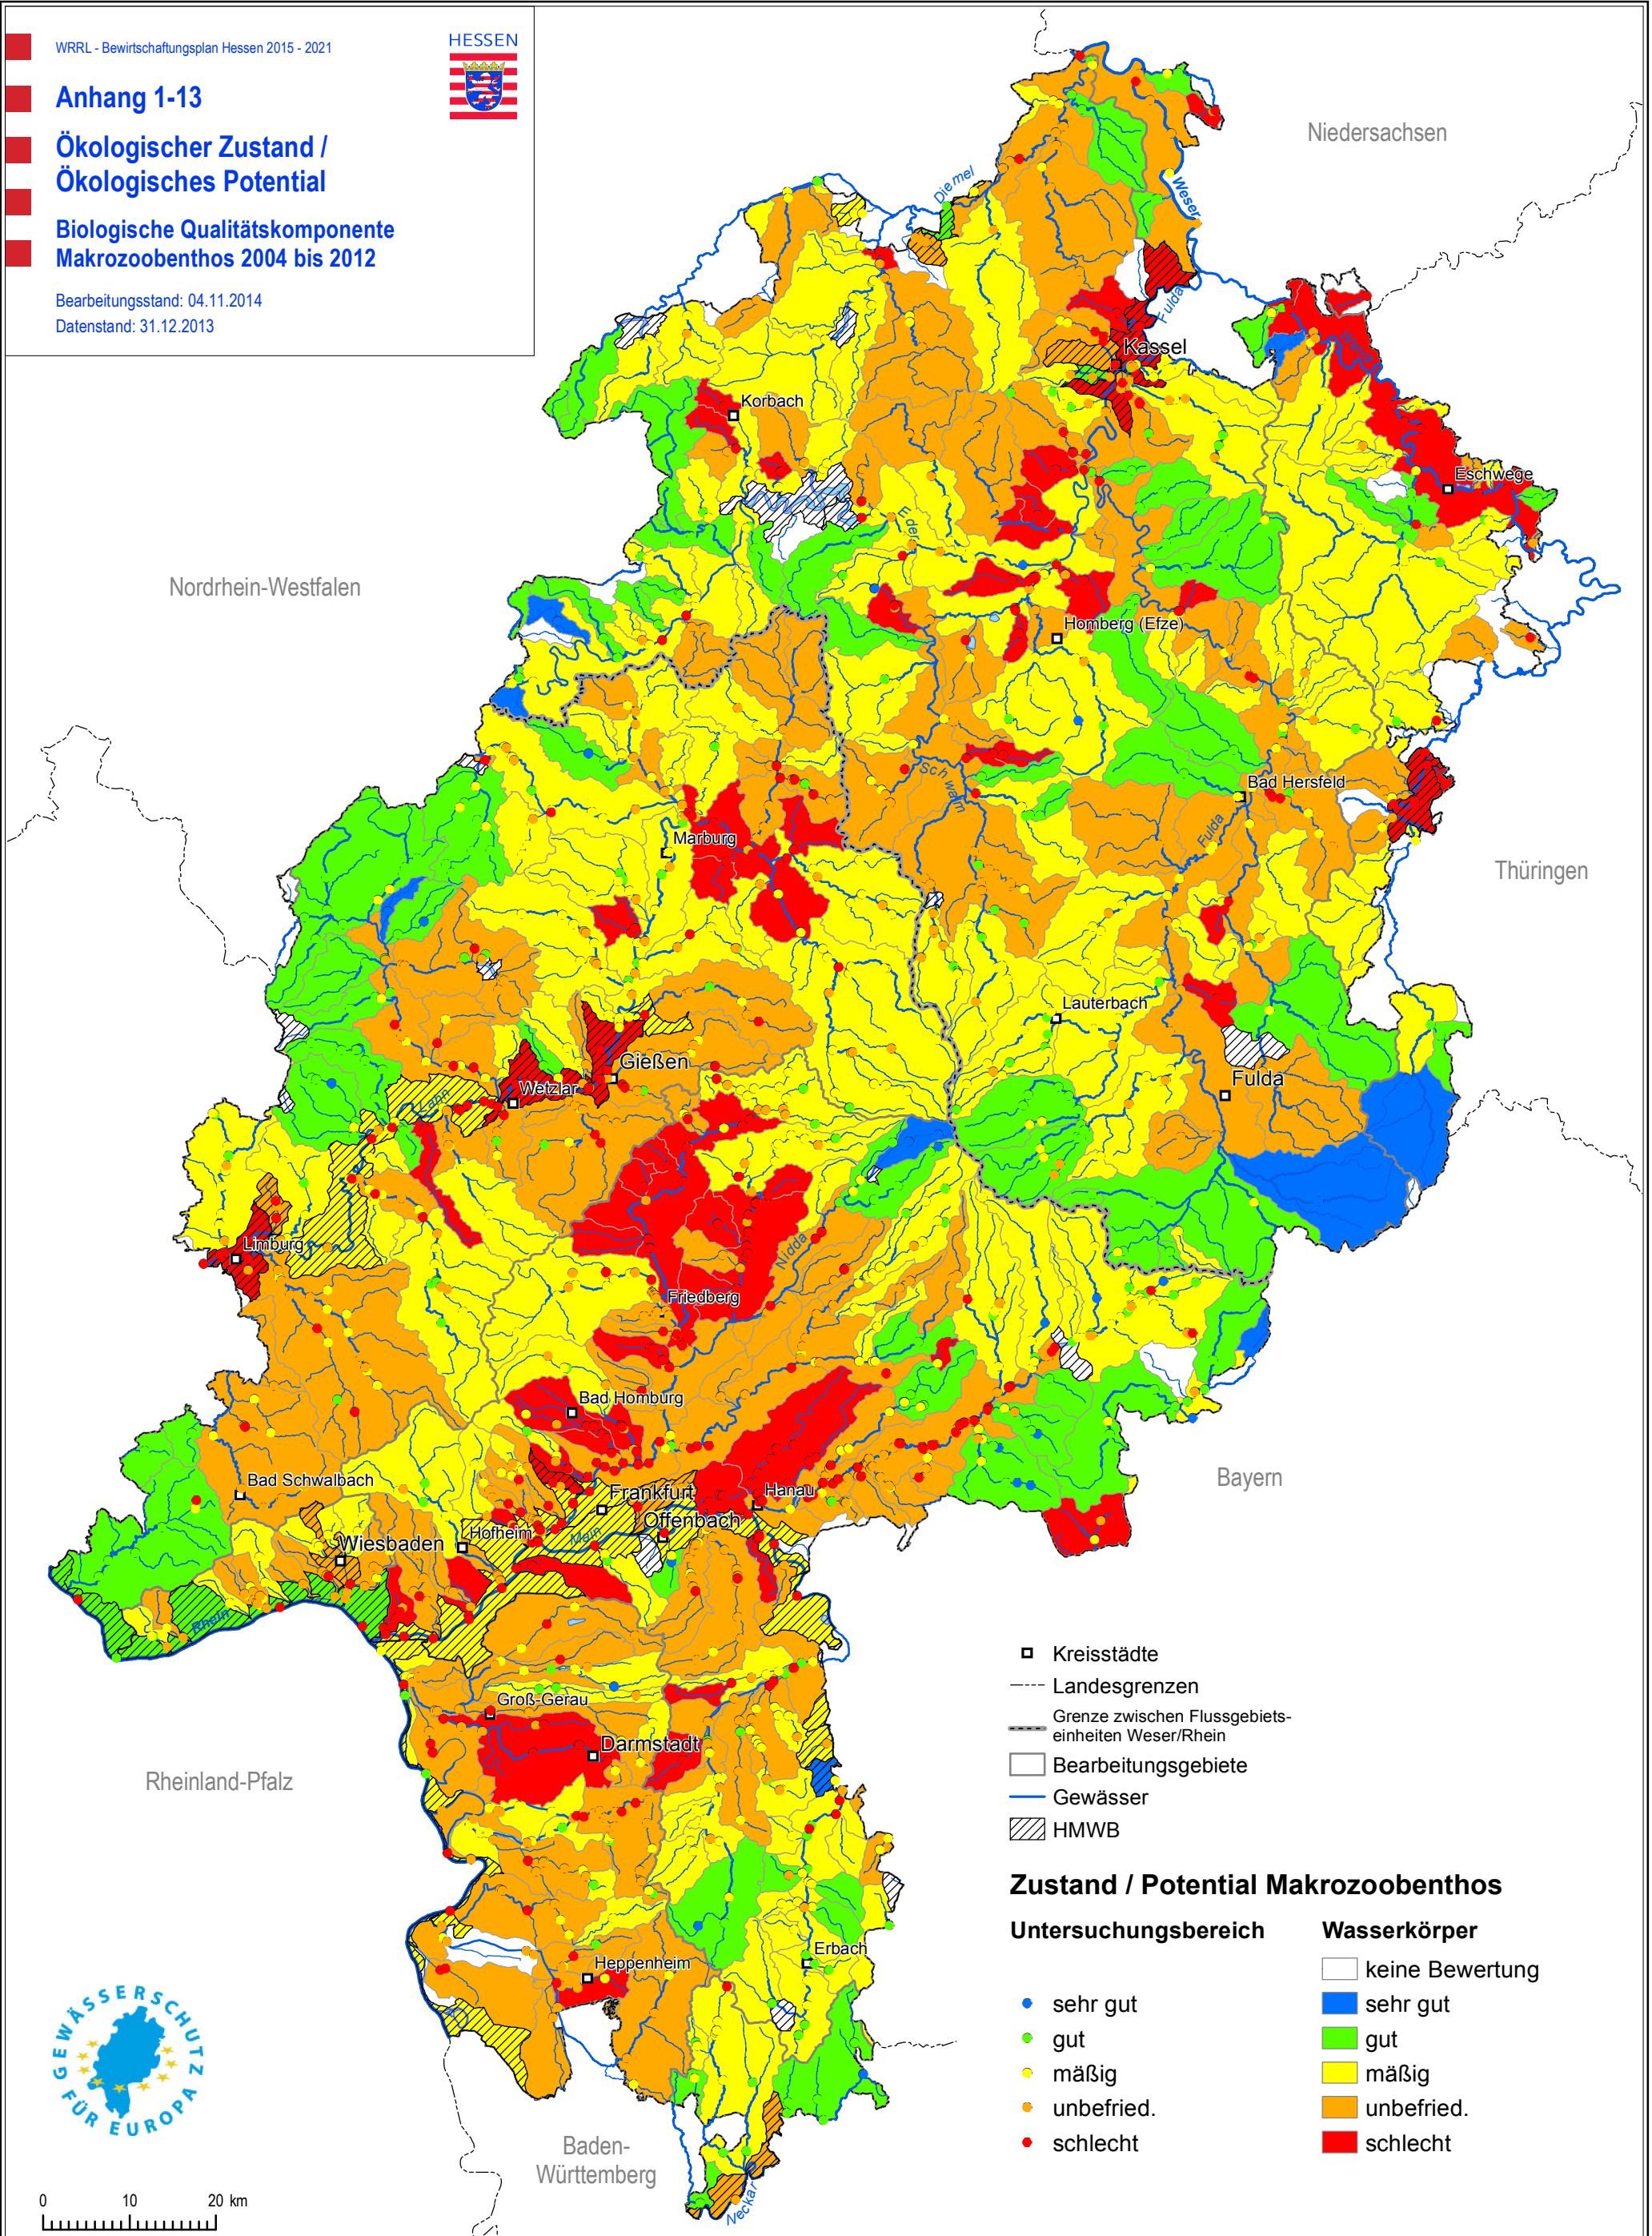 WRRL - Bewirtschaftungsplan Hessen 2015 - 2021
HESSEN
Anhang 1-13
Ökologischer Zustand /
Ökologisches Potential
Biologische Qualitätskomponente
Makrozoobenthos 2004 bis 2012
Bearbeitungsstand: 04.11.2014
Datenstand: 31.12.2013
Niedersachsen
Diemel
Weser
Fulda
Kassel
Werra
Korbach
Eschwege
Eder
Nordrhein-Westfalen
Homberg (Efze)
Schwalm
Bad Hersfeld
Fulda
Marburg
Thüringen
Lauterbach
Gießen
Fulda
Wetzlar
Lahn
Limburg
Nidda
Friedberg
Bad Homburg
Bad Schwalbach
Bayern
Frankfurt
Hanau
Offenbach
Hofheim
Main
Wiesbaden
Rhein
Groß-Gerau
Darmstadt
Rheinland-Pfalz
Erbach
Heppenheim
Baden-
Württemberg
Neckar
Kreisstädte
Landesgrenzen
Grenze zwischen Flussgebiets-
einheiten Weser/Rhein
Bearbeitungsgebiete
Gewässer
HMWB
Zustand / Potential Makrozoobenthos
Untersuchungsbereich
Wasserkörper
keine Bewertung
sehr gut
sehr gut
gut
gut
mäßig
mäßig
unbefried.
unbefried.
schlecht
schlecht
GEWÄSSERSCHUTZ
FÜR EUROPA
0 10 20 km